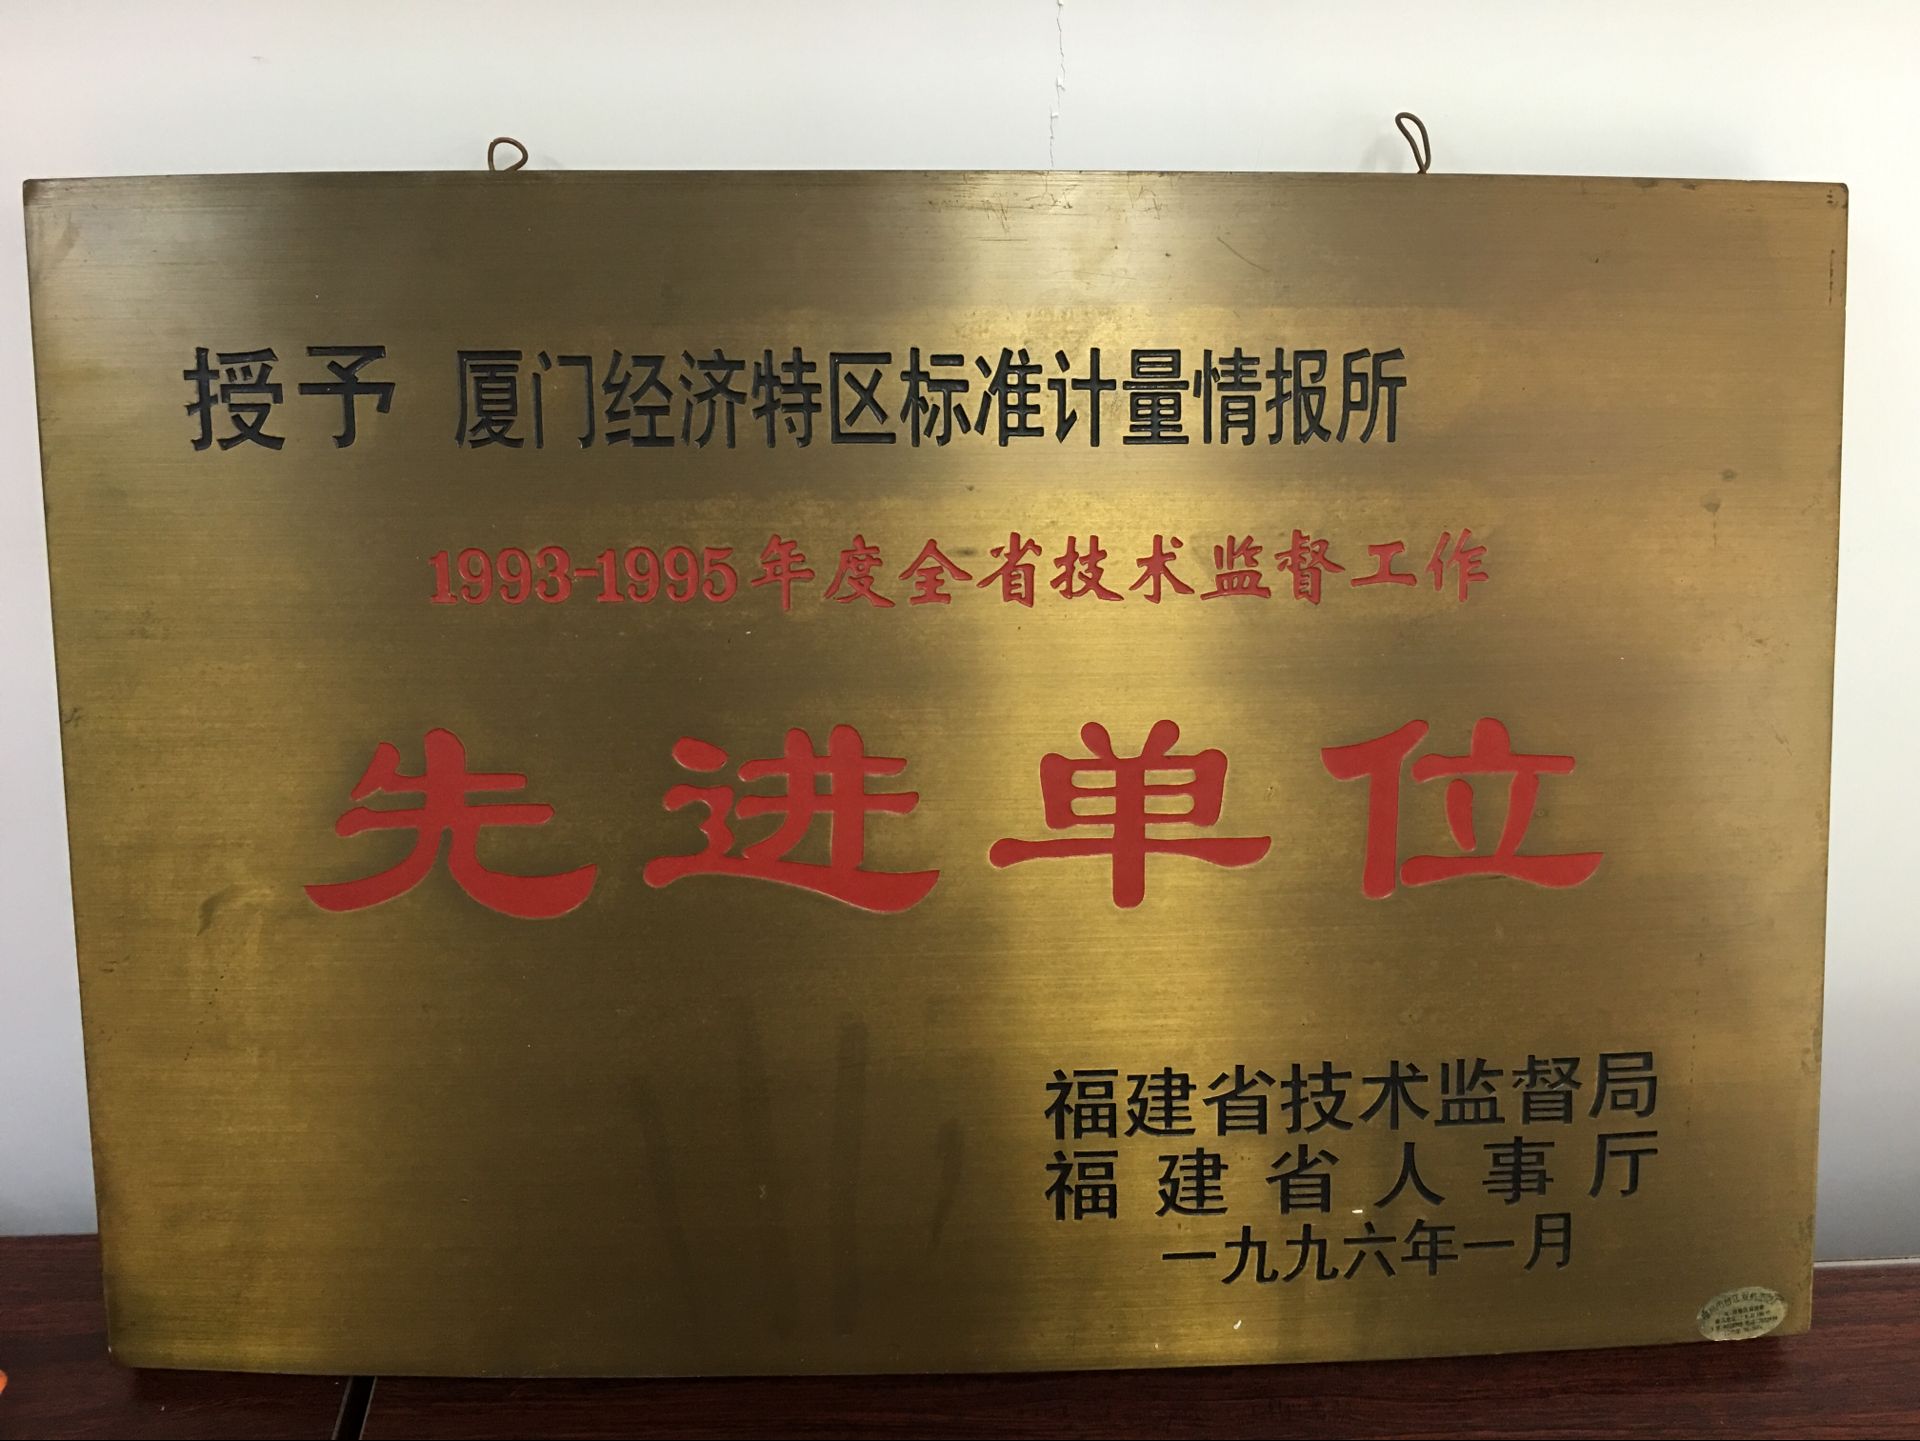 授予 厦门经济特区标准计量情报所
1993-1995年度全省技术监督工作
先进单位
福建省技术监督局
福建省人事厅
一九九六年一月